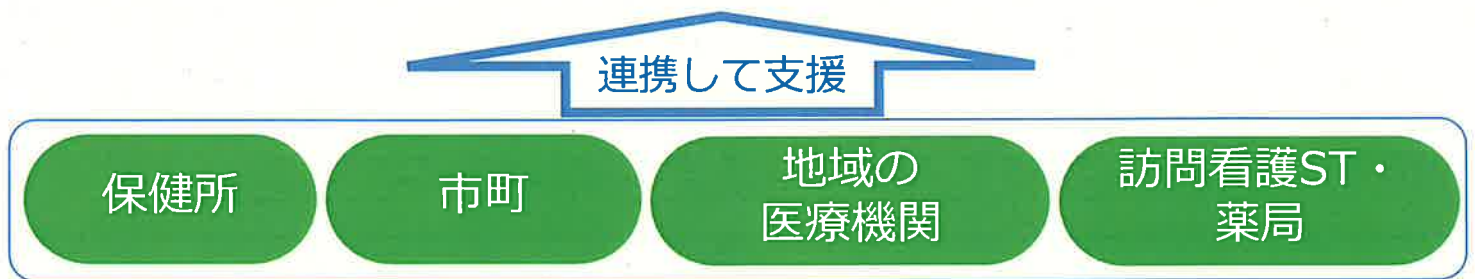 連携して支援
保健所
市町
地域の
医療機関
訪問看護ST・
薬局